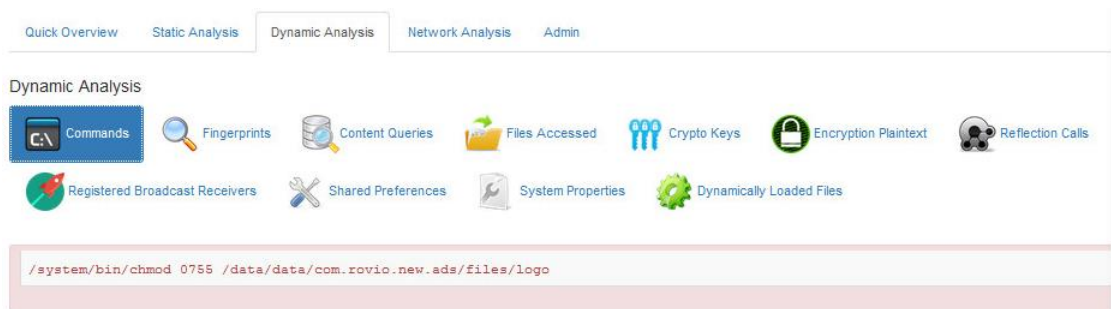 Quick Overview Static Analysis Dynamic Analysis Network Analysis Admin
Dynamic Analysis
C:\ Commands Fingerprints Content Queries Files Accessed Crypto Keys Encryption Plaintext Reflection Calls
Registered Broadcast Receivers Shared Preferences System Properties Dynamically Loaded Files
/system/bin/chmod 0755 /data/data/com.rovio.new.ads/files/logo